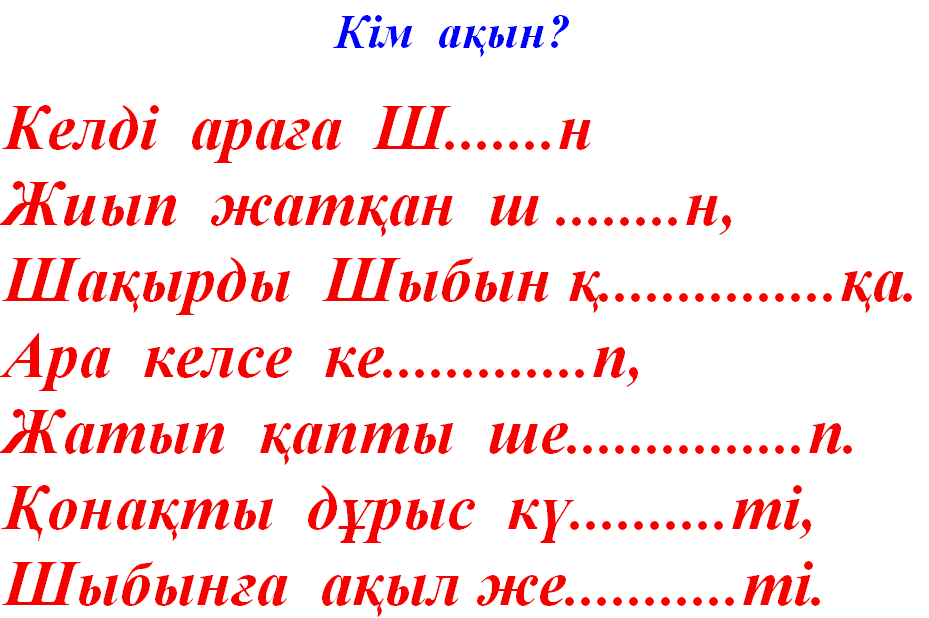 Кім ақын?
Келді араға Ш.......н
Жиып жатқан ш ........н,
Шақырды Шыбын қ...............қа.
Ара келсе ке.............п,
Жатып қапты ше...............п.
Қонақты дұрыс кү..........ті,
Шыбынға ақыл же...........ті.